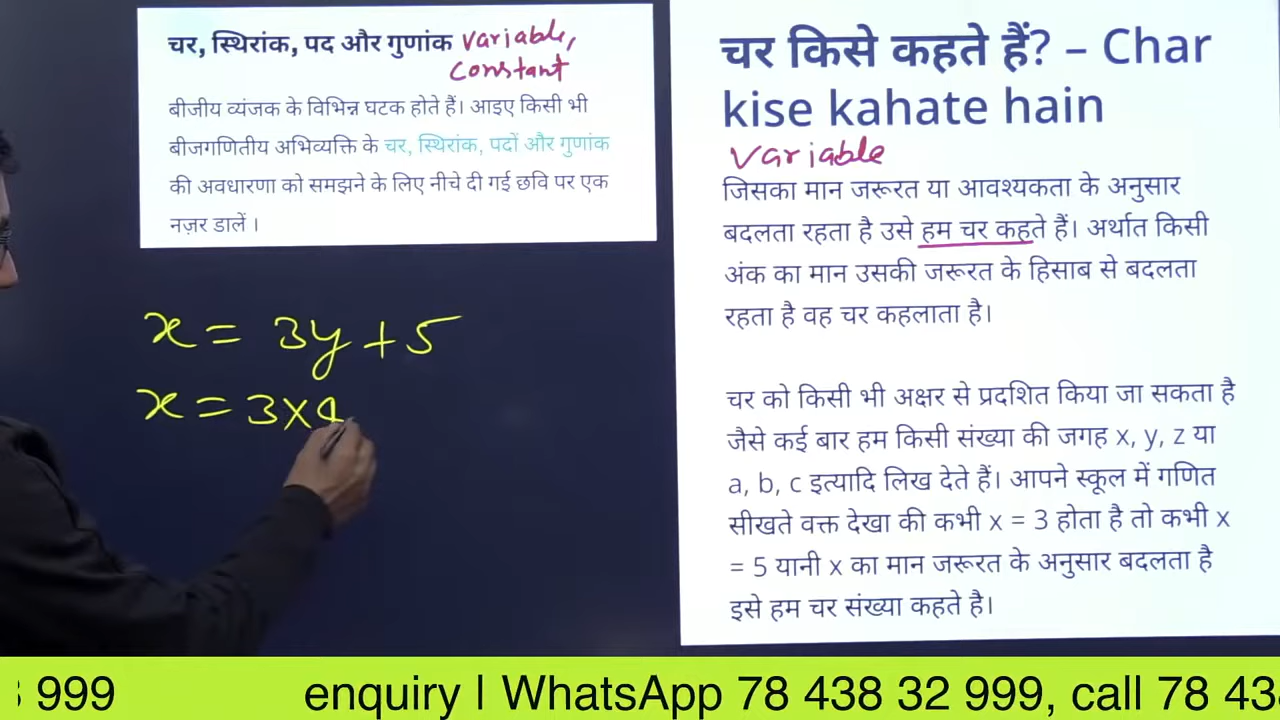 चर, स्थिरांक, पद और गुणांक variable,
constant
बीजीय व्यंजक के विभिन्न घटक होते हैं। आइए किसी भी
बीजगणितीय अभिव्यक्ति के चर, स्थिरांक, पदों और गुणांक
की अवधारणा को समझने के लिए नीचे दी गई छवि पर एक
नज़र डालें ।
x = 3y + 5
x = 3x
चर किसे कहते हैं? – Char
kise kahate hain
variable
जिसका मान जरूरत या आवश्यकता के अनुसार
बदलता रहता है उसे हम चर कहते हैं। अर्थात किसी
अंक का मान उसकी जरूरत के हिसाब से बदलता
रहता है वह चर कहलाता है।
चर को किसी भी अक्षर से प्रदशित किया जा सकता है
जैसे कई बार हम किसी संख्या की जगह x, y, z या
a, b, c इत्यादि लिख देते हैं। आपने स्कूल में गणित
सीखते वक्त देखा की कभी x = 3 होता है तो कभी x
= 5 यानी x का मान जरूरत के अनुसार बदलता है
इसे हम चर संख्या कहते है।
999 enquiry | WhatsApp 78 438 32 999, call 78